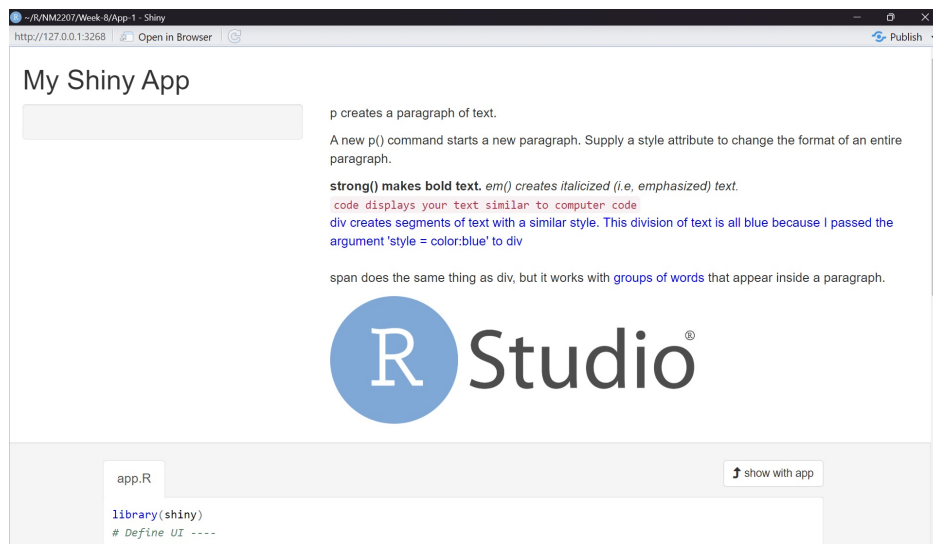 ~/R/NM2207/Week-8/App-1 - Shiny
http://127.0.0.1:3268 Open in Browser Publish
My Shiny App
p creates a paragraph of text.
A new p() command starts a new paragraph. Supply a style attribute to change the format of an entire
paragraph.
strong() makes bold text. em() creates italicized (i.e, emphasized) text.
code displays your text similar to computer code
div creates segments of text with a similar style. This division of text is all blue because I passed the
argument 'style = color:blue' to div
span does the same thing as div, but it works with groups of words that appear inside a paragraph.
R Studio®
app.R
show with app
library(shiny)
# Define UI ----